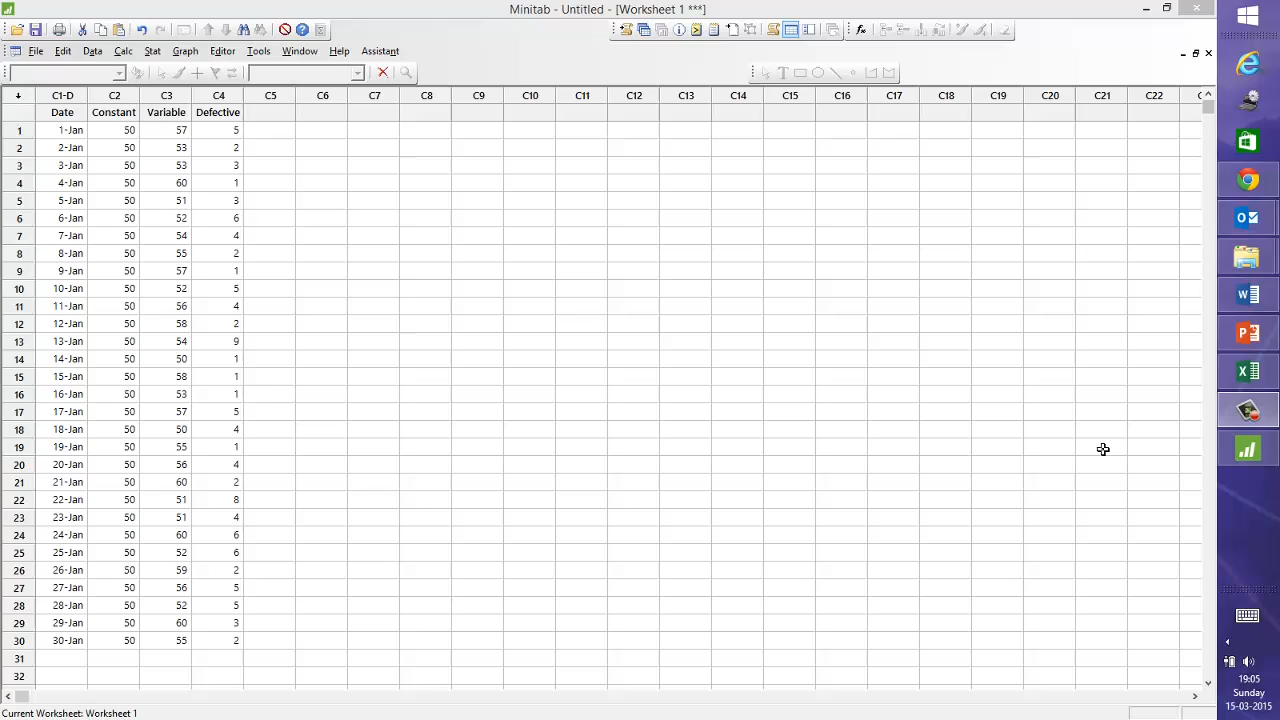 Minitab - Untitled - [Worksheet 1 ***]
File Edit Data Calc Stat Graph Editor Tools Window Help Assistant
C1-D C2 C3 C4 C5 C6 C7 C8 C9 C10 C11 C12 C13 C14 C15 C16 C17 C18 C19 C20 C21 C22
Date Constant Variable Defective
1 1-Jan 50 57 5
2 2-Jan 50 53 2
3 3-Jan 50 53 3
4 4-Jan 50 60 1
5 5-Jan 50 51 3
6 6-Jan 50 52 6
7 7-Jan 50 54 4
8 8-Jan 50 55 2
9 9-Jan 50 57 1
10 10-Jan 50 52 5
11 11-Jan 50 56 4
12 12-Jan 50 58 2
13 13-Jan 50 54 9
14 14-Jan 50 50 1
15 15-Jan 50 58 1
16 16-Jan 50 53 1
17 17-Jan 50 57 5
18 18-Jan 50 50 4
19 19-Jan 50 55 1
20 20-Jan 50 56 4
21 21-Jan 50 60 2
22 22-Jan 50 51 8
23 23-Jan 50 51 4
24 24-Jan 50 60 6
25 25-Jan 50 52 6
26 26-Jan 50 59 2
27 27-Jan 50 56 5
28 28-Jan 50 52 5
29 29-Jan 50 60 3
30 30-Jan 50 55 2
31
32
Current Worksheet: Worksheet 1
19:05
Sunday
15-03-2015